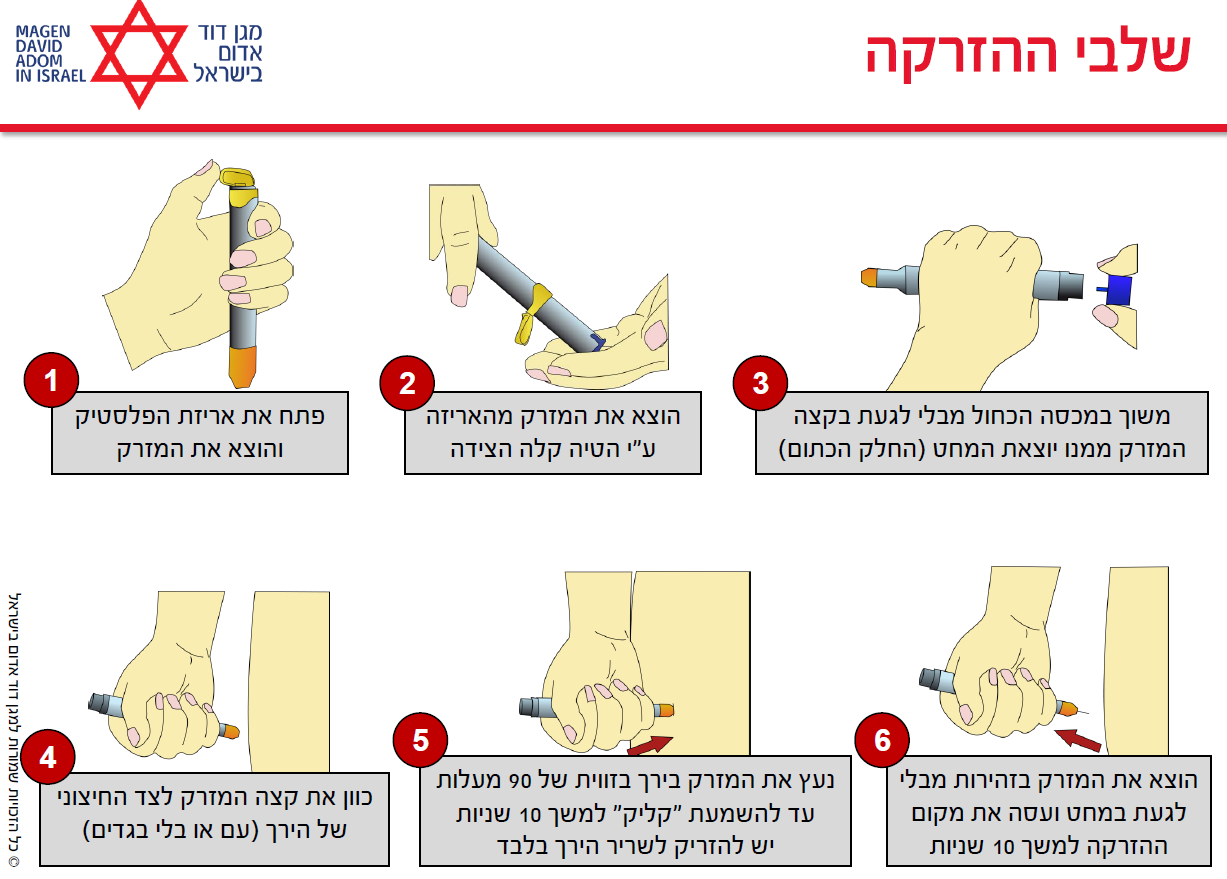 MAGEN
DAVID
ADOM
IN ISRAEL
מגן דוד
אדום
בישראל
שלבי ההזרקה
1
פתח את אריזת הפלסטיק
והוצא את המזרק
2
הוצא את המזרק מהאריזה
ע"י הטיה קלה הצידה
3
משוך במכסה הכחול מבלי לגעת בקצה
המזרק ממנו יוצאת המחט (החלק הכתום)
4
כוון את קצה המזרק לצד החיצוני
של הירך (עם או בלי בגדים)
5
נעץ את המזרק בירך בזווית של 90 מעלות
עד להשמעת "קליק" למשך 10 שניות
יש להזריק לשריר הירך בלבד
6
הוצא את המזרק בזהירות מבלי
לגעת במחט ועסה את מקום
ההזרקה למשך 10 שניות
© כל הזכויות שמורות למגן דוד אדום בישראל